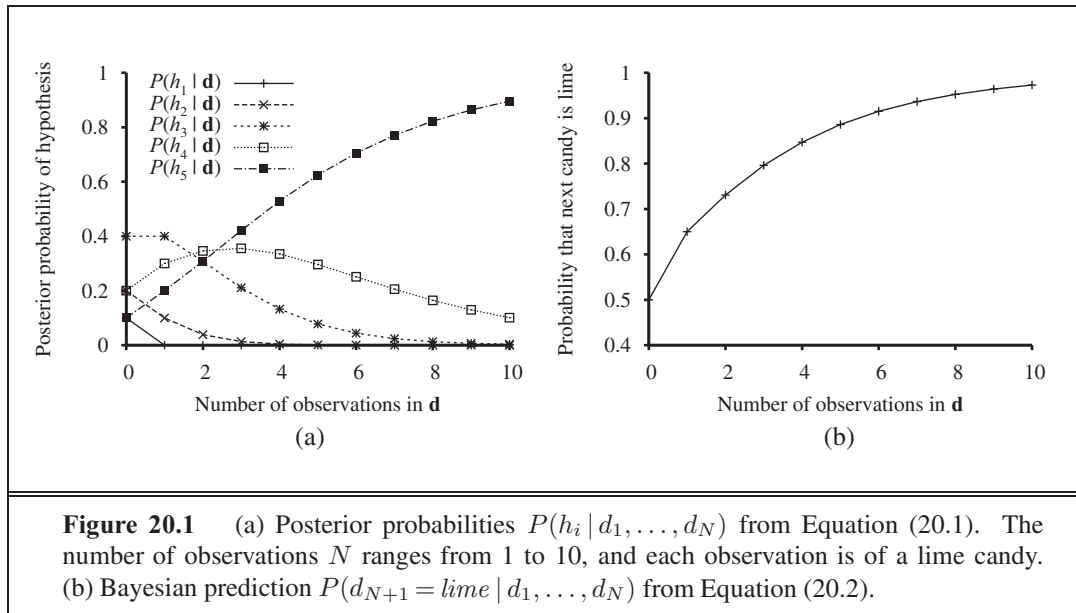 P(h1 | d)
P(h2 | d)
P(h3 | d)
P(h4 | d)
P(h5 | d)
Posterior probability of hypothesis
1
0.8
0.6
0.4
0.2
0
0 2 4 6 8 10
Number of observations in d
(a)
Probability that next candy is lime
1
0.9
0.8
0.7
0.6
0.5
0.4
0 2 4 6 8 10
Number of observations in d
(b)
Figure 20.1 (a) Posterior probabilities P(hi | d1, . . . , dN) from Equation (20.1). The
number of observations N ranges from 1 to 10, and each observation is of a lime candy.
(b) Bayesian prediction P(dN+1 = lime | d1, . . . , dN) from Equation (20.2).